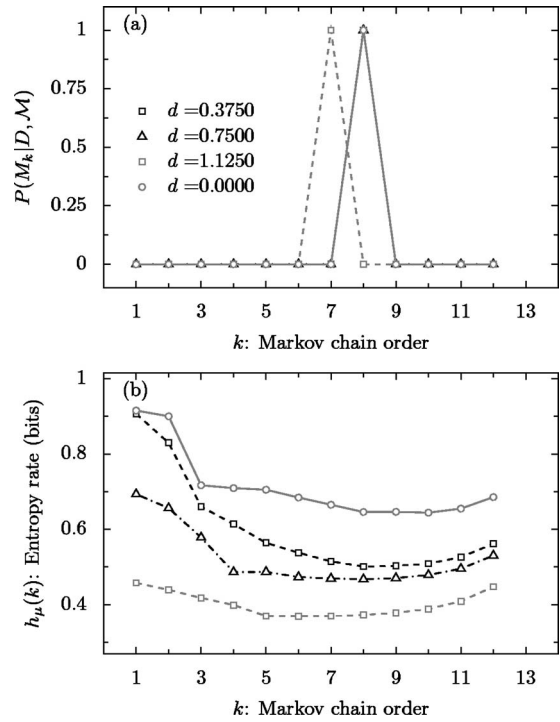 (a)
1
0.75
0.5
0.25
0
P(M_k|D, ℳ)
d =0.3750
d =0.7500
d =1.1250
d =0.0000
1 3 5 7 9 11 13
k: Markov chain order
(b)
1
0.8
0.6
0.4
h_μ(k): Entropy rate (bits)
1 3 5 7 9 11 13
k: Markov chain order